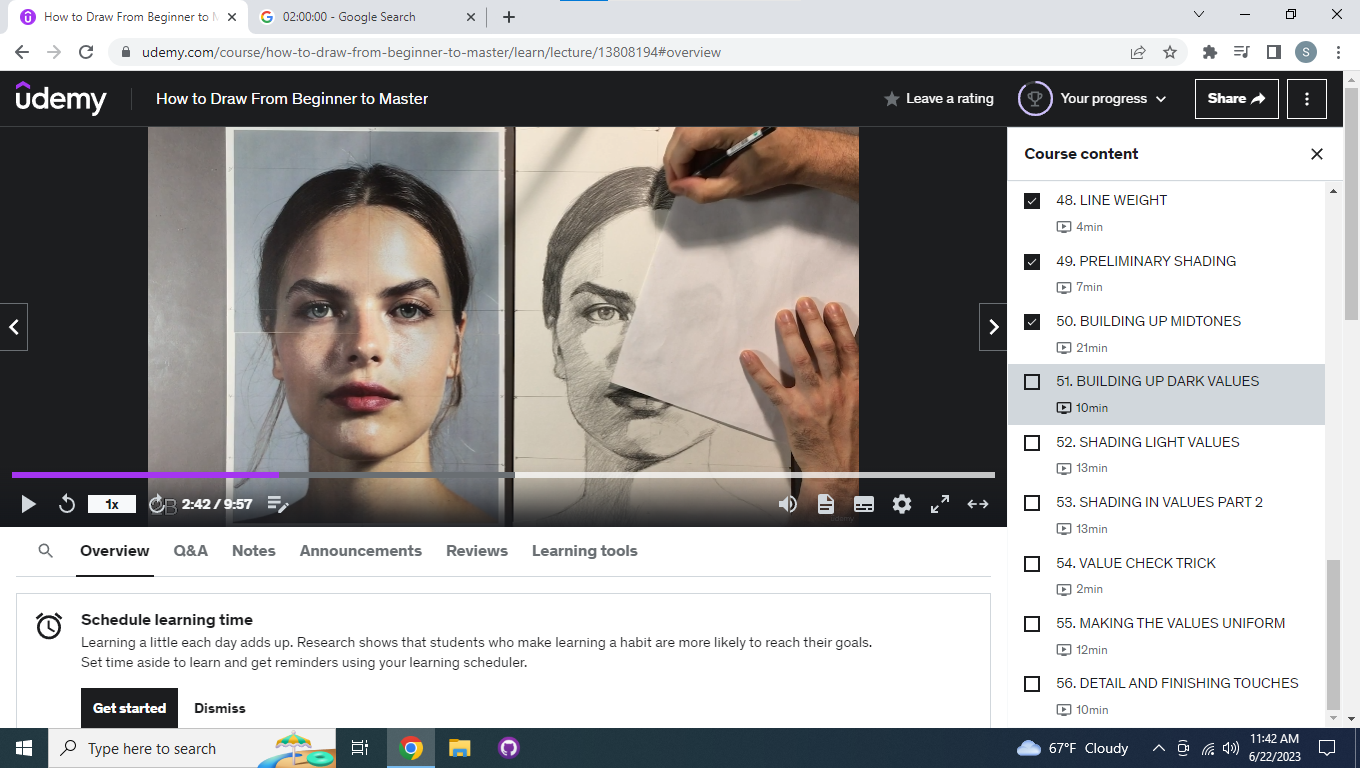 How to Draw From Beginner to M
02:00:00 - Google Search
udemy.com/course/how-to-draw-from-beginner-to-master/learn/lecture/13808194#overview
S
udemy
How to Draw From Beginner to Master
Leave a rating
Your progress
Share
Course content
48. LINE WEIGHT
4min
49. PRELIMINARY SHADING
7min
50. BUILDING UP MIDTONES
21min
51. BUILDING UP DARK VALUES
10min
52. SHADING LIGHT VALUES
13min
53. SHADING IN VALUES PART 2
13min
54. VALUE CHECK TRICK
2min
55. MAKING THE VALUES UNIFORM
12min
56. DETAIL AND FINISHING TOUCHES
10min
1x
B
2:42 / 9:57
Overview
Q&A
Notes
Announcements
Reviews
Learning tools
Schedule learning time
Learning a little each day adds up. Research shows that students who make learning a habit are more likely to reach their goals.
Set time aside to learn and get reminders using your learning scheduler.
Get started
Dismiss
Type here to search
67°F Cloudy
11:42 AM
6/22/2023